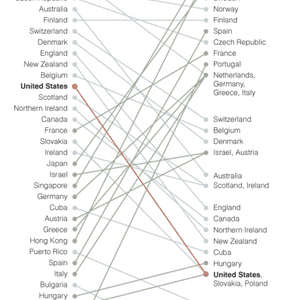 Australia
Finland
Switzerland
Denmark
England
New Zealand
Belgium
United States
Scotland
Northern Ireland
Canada
France
Slovakia
Ireland
Japan
Israel
Singapore
Germany
Cuba
Austria
Greece
Hong Kong
Puerto Rico
Spain
Italy
Bulgaria
Hungary
Norway
Finland
Spain
Czech Republic
France
Portugal
Netherlands,
Germany,
Greece, Italy
Switzerland
Belgium
Denmark
Israel, Austria
Australia
Scotland, Ireland
England
Canada
Northern Ireland
New Zealand
Cuba
Hungary
United States,
Slovakia, Poland